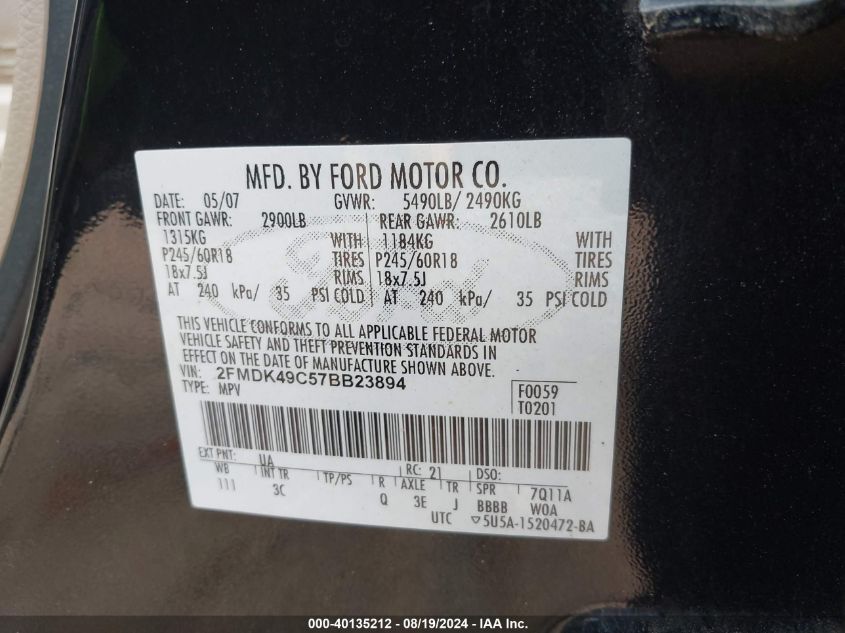 MFD. BY FORD MOTOR CO.
DATE: 05/07 GVWR: 5490LB/ 2490KG
FRONT GAWR: 2900LB REAR GAWR: 2610LB
1315KG WITH 1184KG WITH
P245/60R18 TIRES P245/60R18 TIRES
18x7.5J RIMS 18x7.5J RIMS
AT 240 kPa/ 35 PSI COLD AT 240 kPa/ 35 PSI COLD
THIS VEHICLE CONFORMS TO ALL APPLICABLE FEDERAL MOTOR
VEHICLE SAFETY AND THEFT PREVENTION STANDARDS IN
EFFECT ON THE DATE OF MANUFACTURE SHOWN ABOVE.
VIN: 2FMDK49C57BB23894
TYPE: MPV F0059
T0201
EXT PNT: UA RC: 21 DSO:
WB INT TR TP/PS R AXLE TR SPR 7Q11A
111 3C Q 3E J BBBB WOA
UTC ▽5U5A-1520472-BA
000-40135212 - 08/19/2024 - IAA Inc.